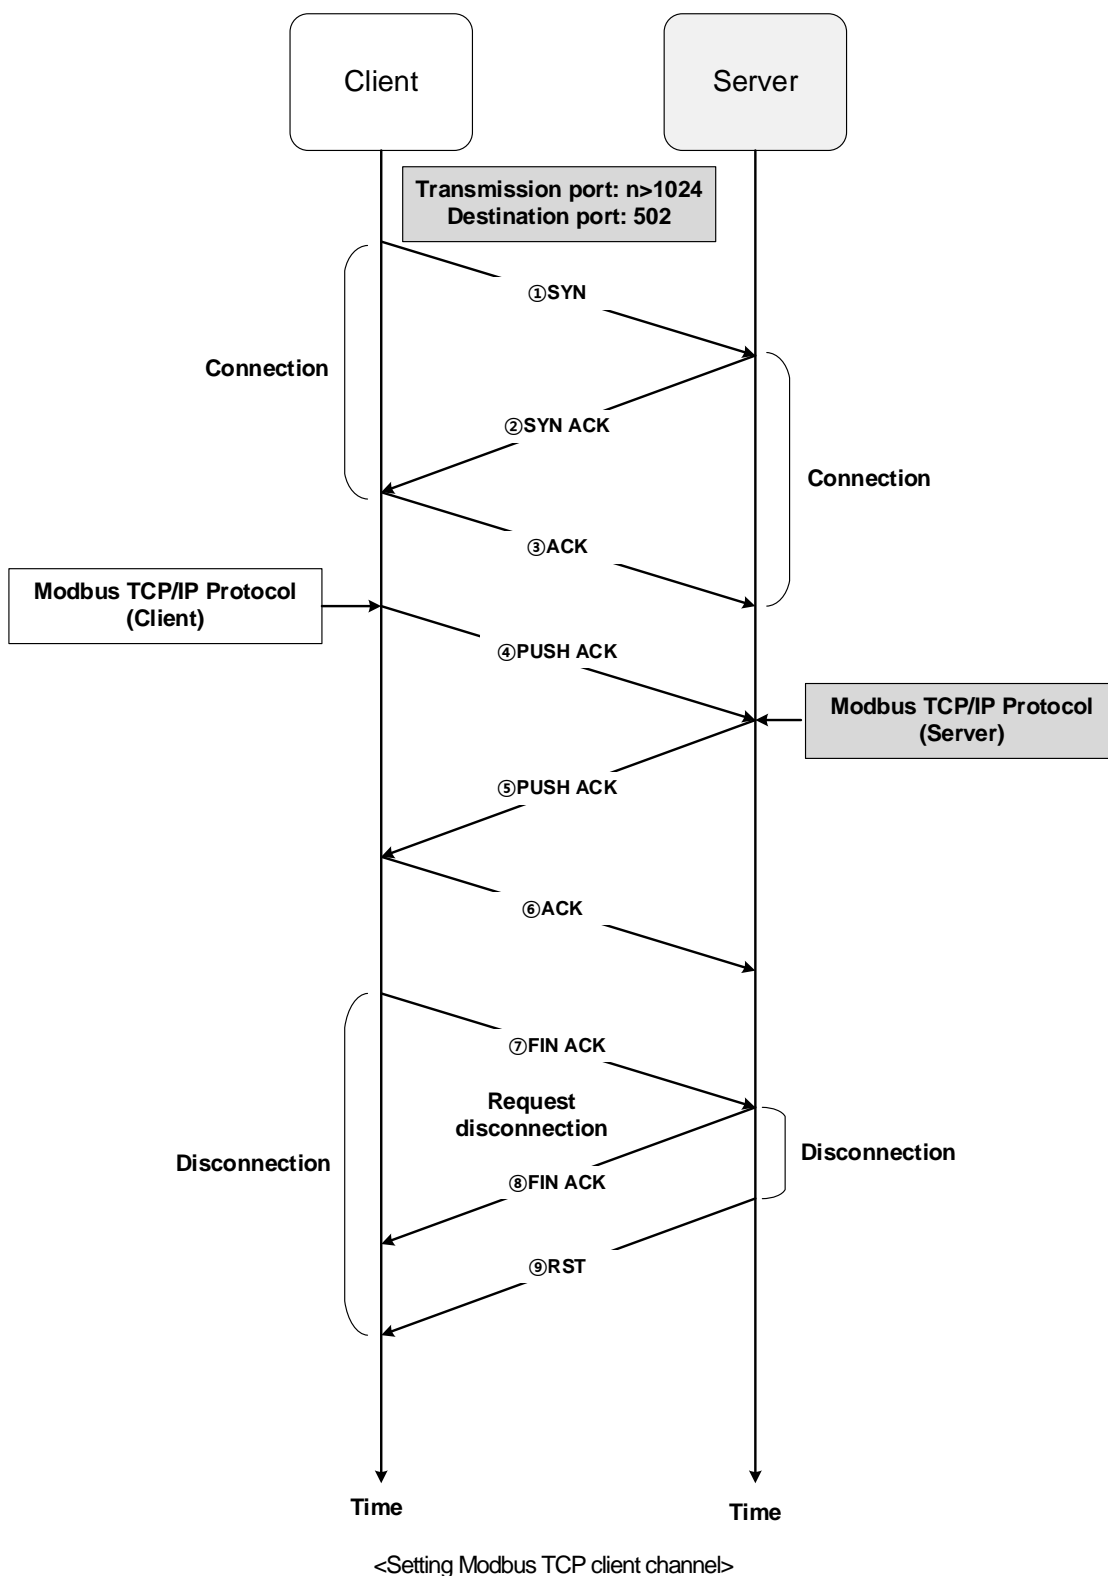 Client
Server
Transmission port: n>1024
Destination port: 502
①SYN
Connection
②SYN ACK
Connection
③ACK
Modbus TCP/IP Protocol
(Client)
④PUSH ACK
Modbus TCP/IP Protocol
(Server)
⑤PUSH ACK
⑥ACK
⑦FIN ACK
Request
disconnection
Disconnection
Disconnection
⑧FIN ACK
⑨RST
Time
Time
<Setting Modbus TCP client channel>